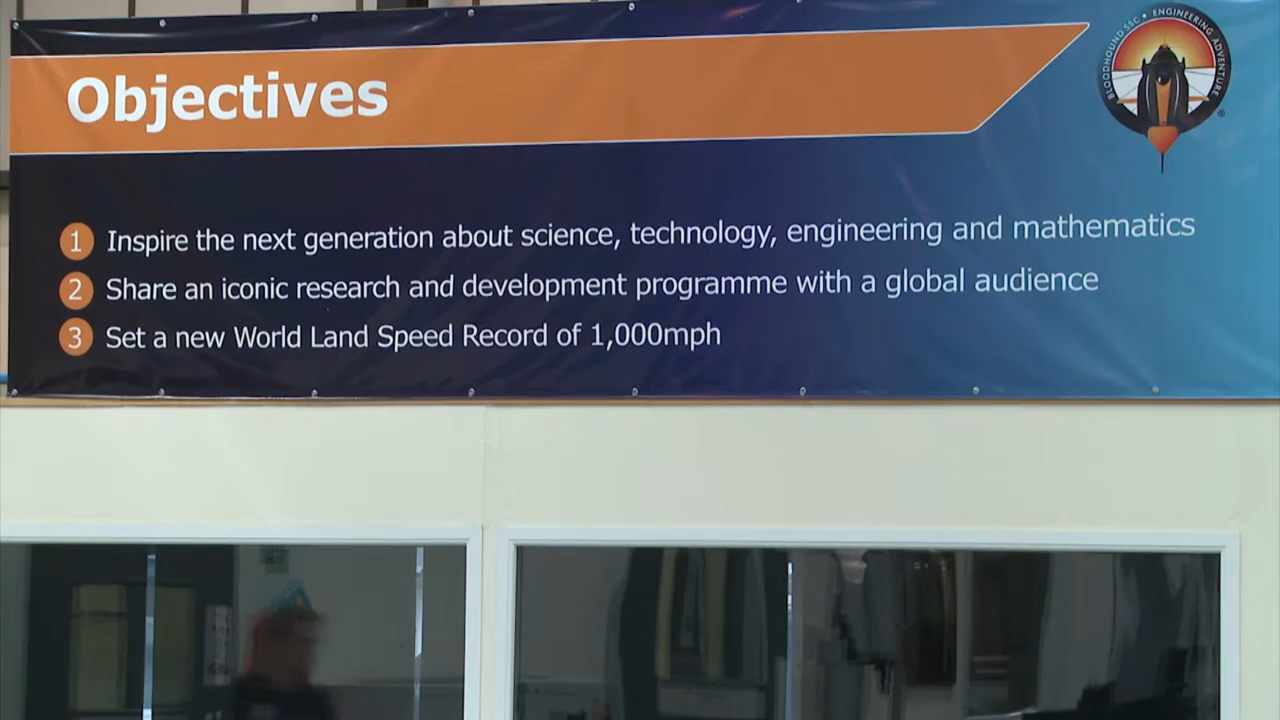 Objectives
BLOODHOUND SSC • ENGINEERING ADVENTURE
®
1 Inspire the next generation about science, technology, engineering and mathematics
2 Share an iconic research and development programme with a global audience
3 Set a new World Land Speed Record of 1,000mph